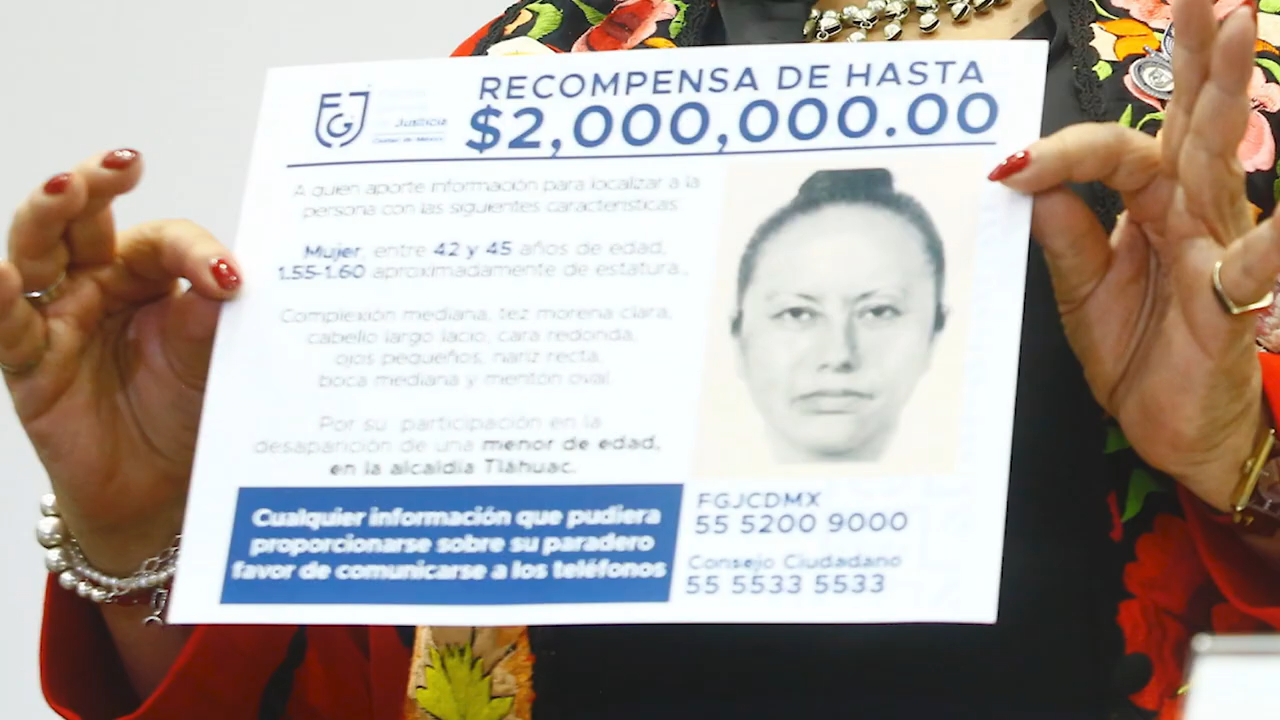 FGJ
Justicia
Ciudad de México
RECOMPENSA DE HASTA
$2,000,000.00
A quien aporte información para localizar a la
persona con las siguientes características:
Mujer, entre 42 y 45 años de edad,
1.55-1.60 aproximadamente de estatura.,
Complexión mediana, tez morena clara,
cabello largo lacio, cara redonda,
ojos pequeños, nariz recta,
boca mediana y mentón oval.
Por su participación en la
desaparición de una menor de edad,
en la alcaldía Tláhuac.
Cualquier información que pudiera
proporcionarse sobre su paradero
favor de comunicarse a los teléfonos
FGJCDMX
55 5200 9000
Consejo Ciudadano
55 5533 5533